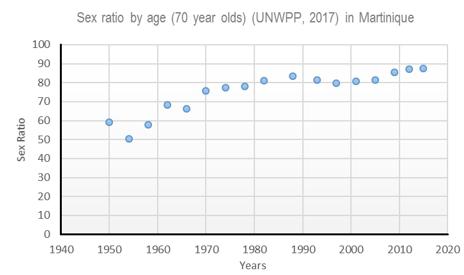 Sex ratio by age (70 year olds) (UNWPP, 2017) in Martinique
100
90
80
70
60
50
40
30
20
10
0
Sex Ratio
1940 1950 1960 1970 1980 1990 2000 2010 2020
Years